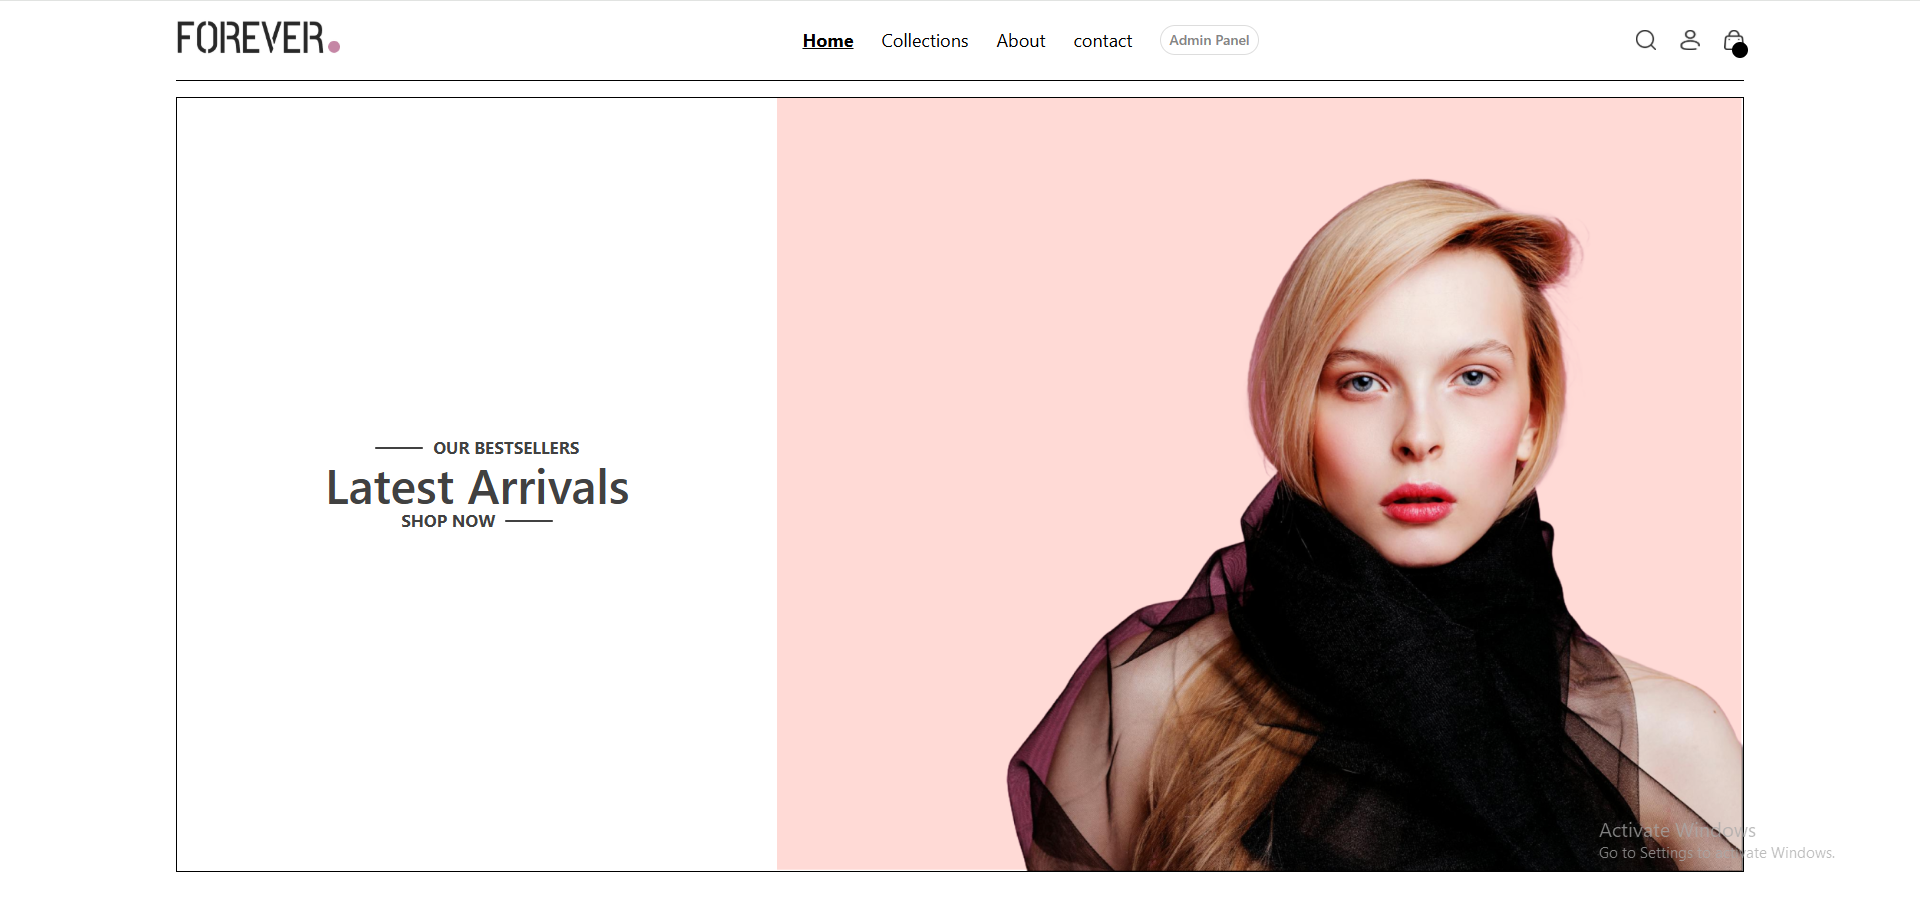 FOREVER.
Home Collections About contact Admin Panel
OUR BESTSELLERS
Latest Arrivals
SHOP NOW
Activate Windows
Go to Settings to Activate Windows.